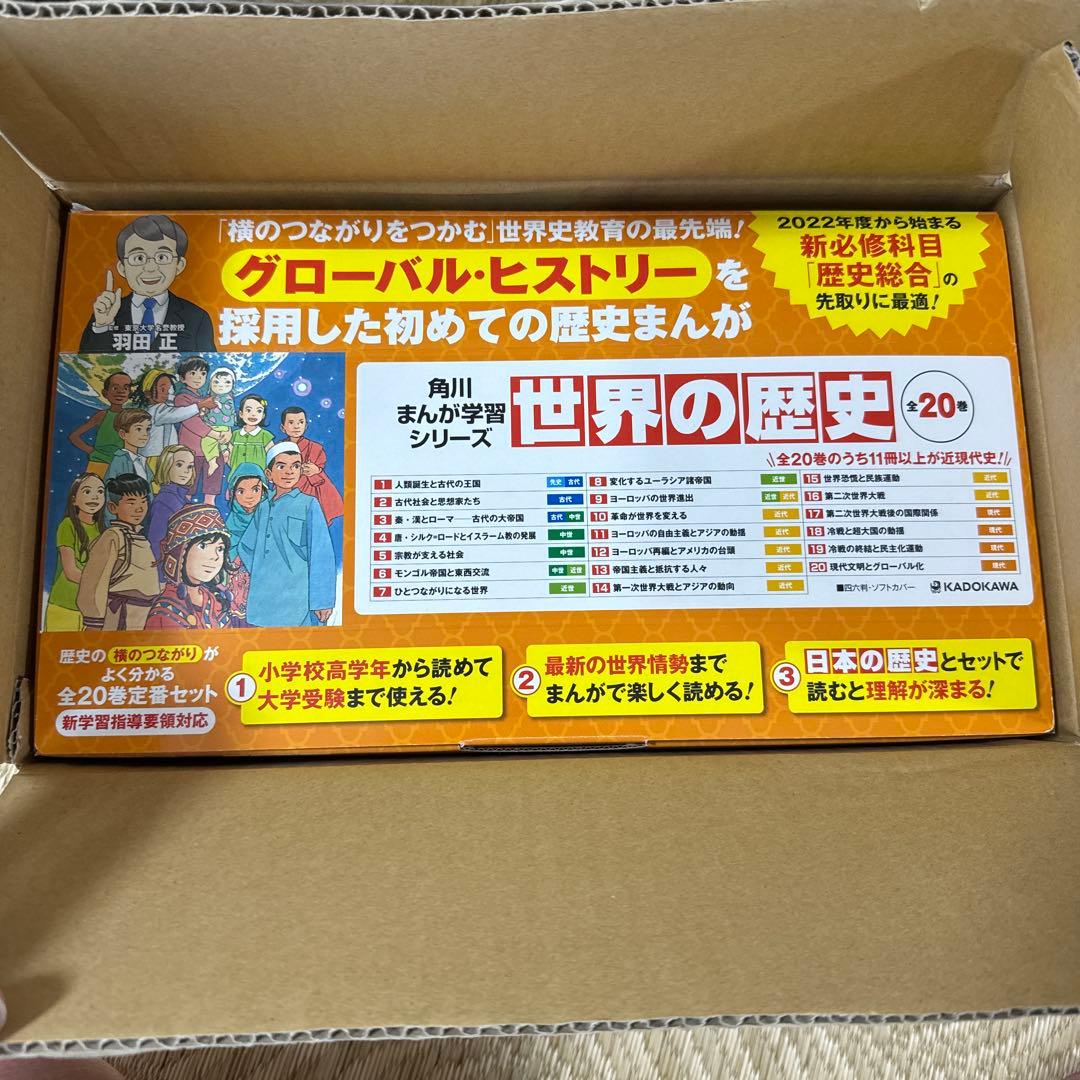 「横のつながりをつかむ」世界史教育の最先端!
グローバル・ヒストリーを
採用した初めての歴史まんが
監修 東京大学名誉教授
羽田 正
2022年度から始まる
新必修科目
「歴史総合」の
先取りに最適!
角川
まんが学習
シリーズ
世界の歴史
全20巻
全20巻のうち11冊以上が近現代史!
1 人類誕生と古代の王国 先史 古代
2 古代社会と思想家たち 古代
3 秦・漢とローマ 古代の大帝国 古代 中世
4 唐・シルクロードとイスラーム教の発展 中世
5 宗教が支える社会 中世
6 モンゴル帝国と東西交流 中世 近世
7 ひとつながりになる世界 近世
8 変化するユーラシア諸帝国 近世
9 ヨーロッパの世界進出 近世 近代
10 革命が世界を変える 近代
11 ヨーロッパの自由主義とアジアの動揺 近代
12 ヨーロッパ再編とアメリカの台頭 近代
13 帝国主義と抵抗する人々 近代
14 第一次世界大戦とアジアの動向 近代
15 世界恐慌と民族運動 近代
16 第二次世界大戦 近代
17 第二次世界大戦後の国際関係 現代
18 冷戦と超大国の動揺 現代
19 冷戦の終結と民主化運動 現代
20 現代文明とグローバル化 現代
■四六判・ソフトカバー
KADOKAWA
歴史の横のつながりが
よく分かる
全20巻定番セット
新学習指導要領対応
① 小学校高学年から読めて
大学受験まで使える!
② 最新の世界情勢まで
まんがで楽しく読める!
③ 日本の歴史とセットで
読むと理解が深まる!